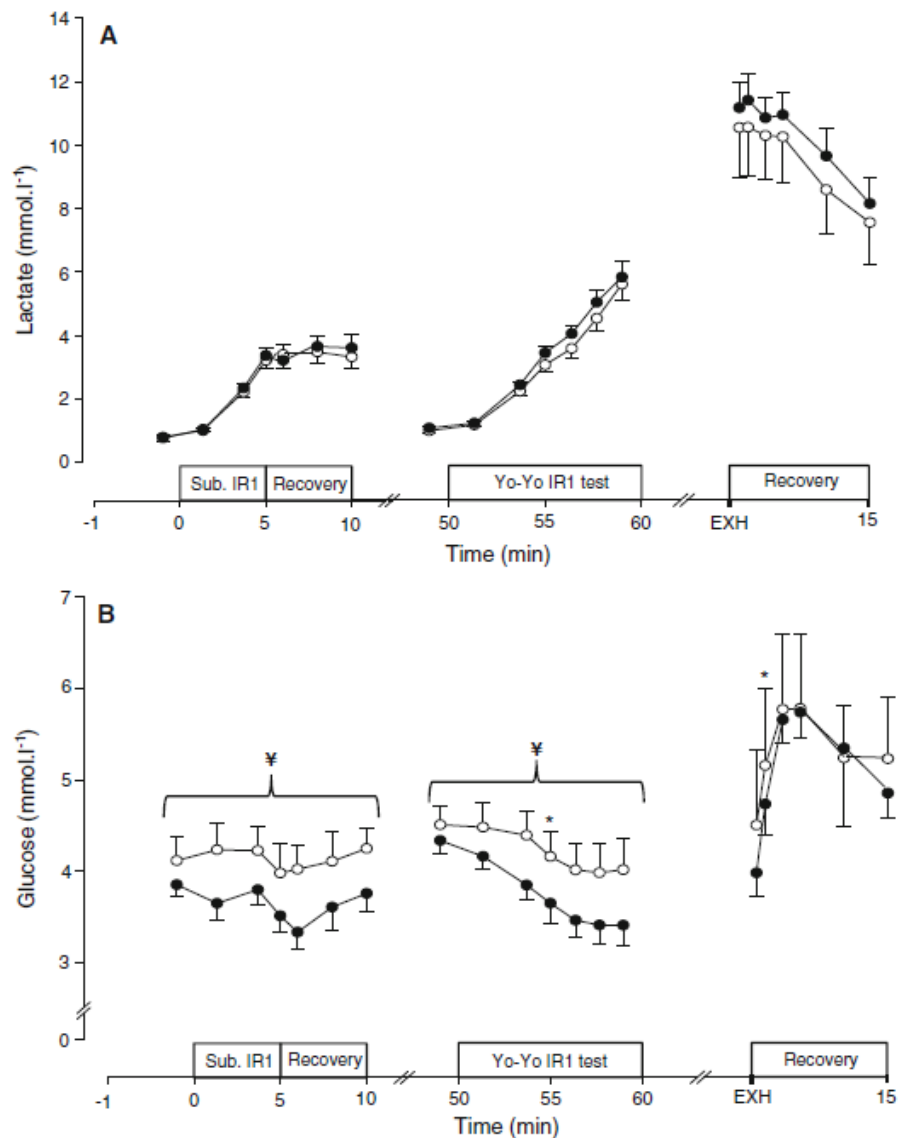 A
Lactate (mmol.l⁻¹)
14
12
10
8
6
4
2
0
Sub. IR1 Recovery Yo-Yo IR1 test Recovery
-1 0 5 10 50 55 60 EXH 15
Time (min)
B
Glucose (mmol.l⁻¹)
7
6
5
4
3
0
¥ ¥ * *
Sub. IR1 Recovery Yo-Yo IR1 test Recovery
-1 0 5 10 50 55 60 EXH 15
Time (min)